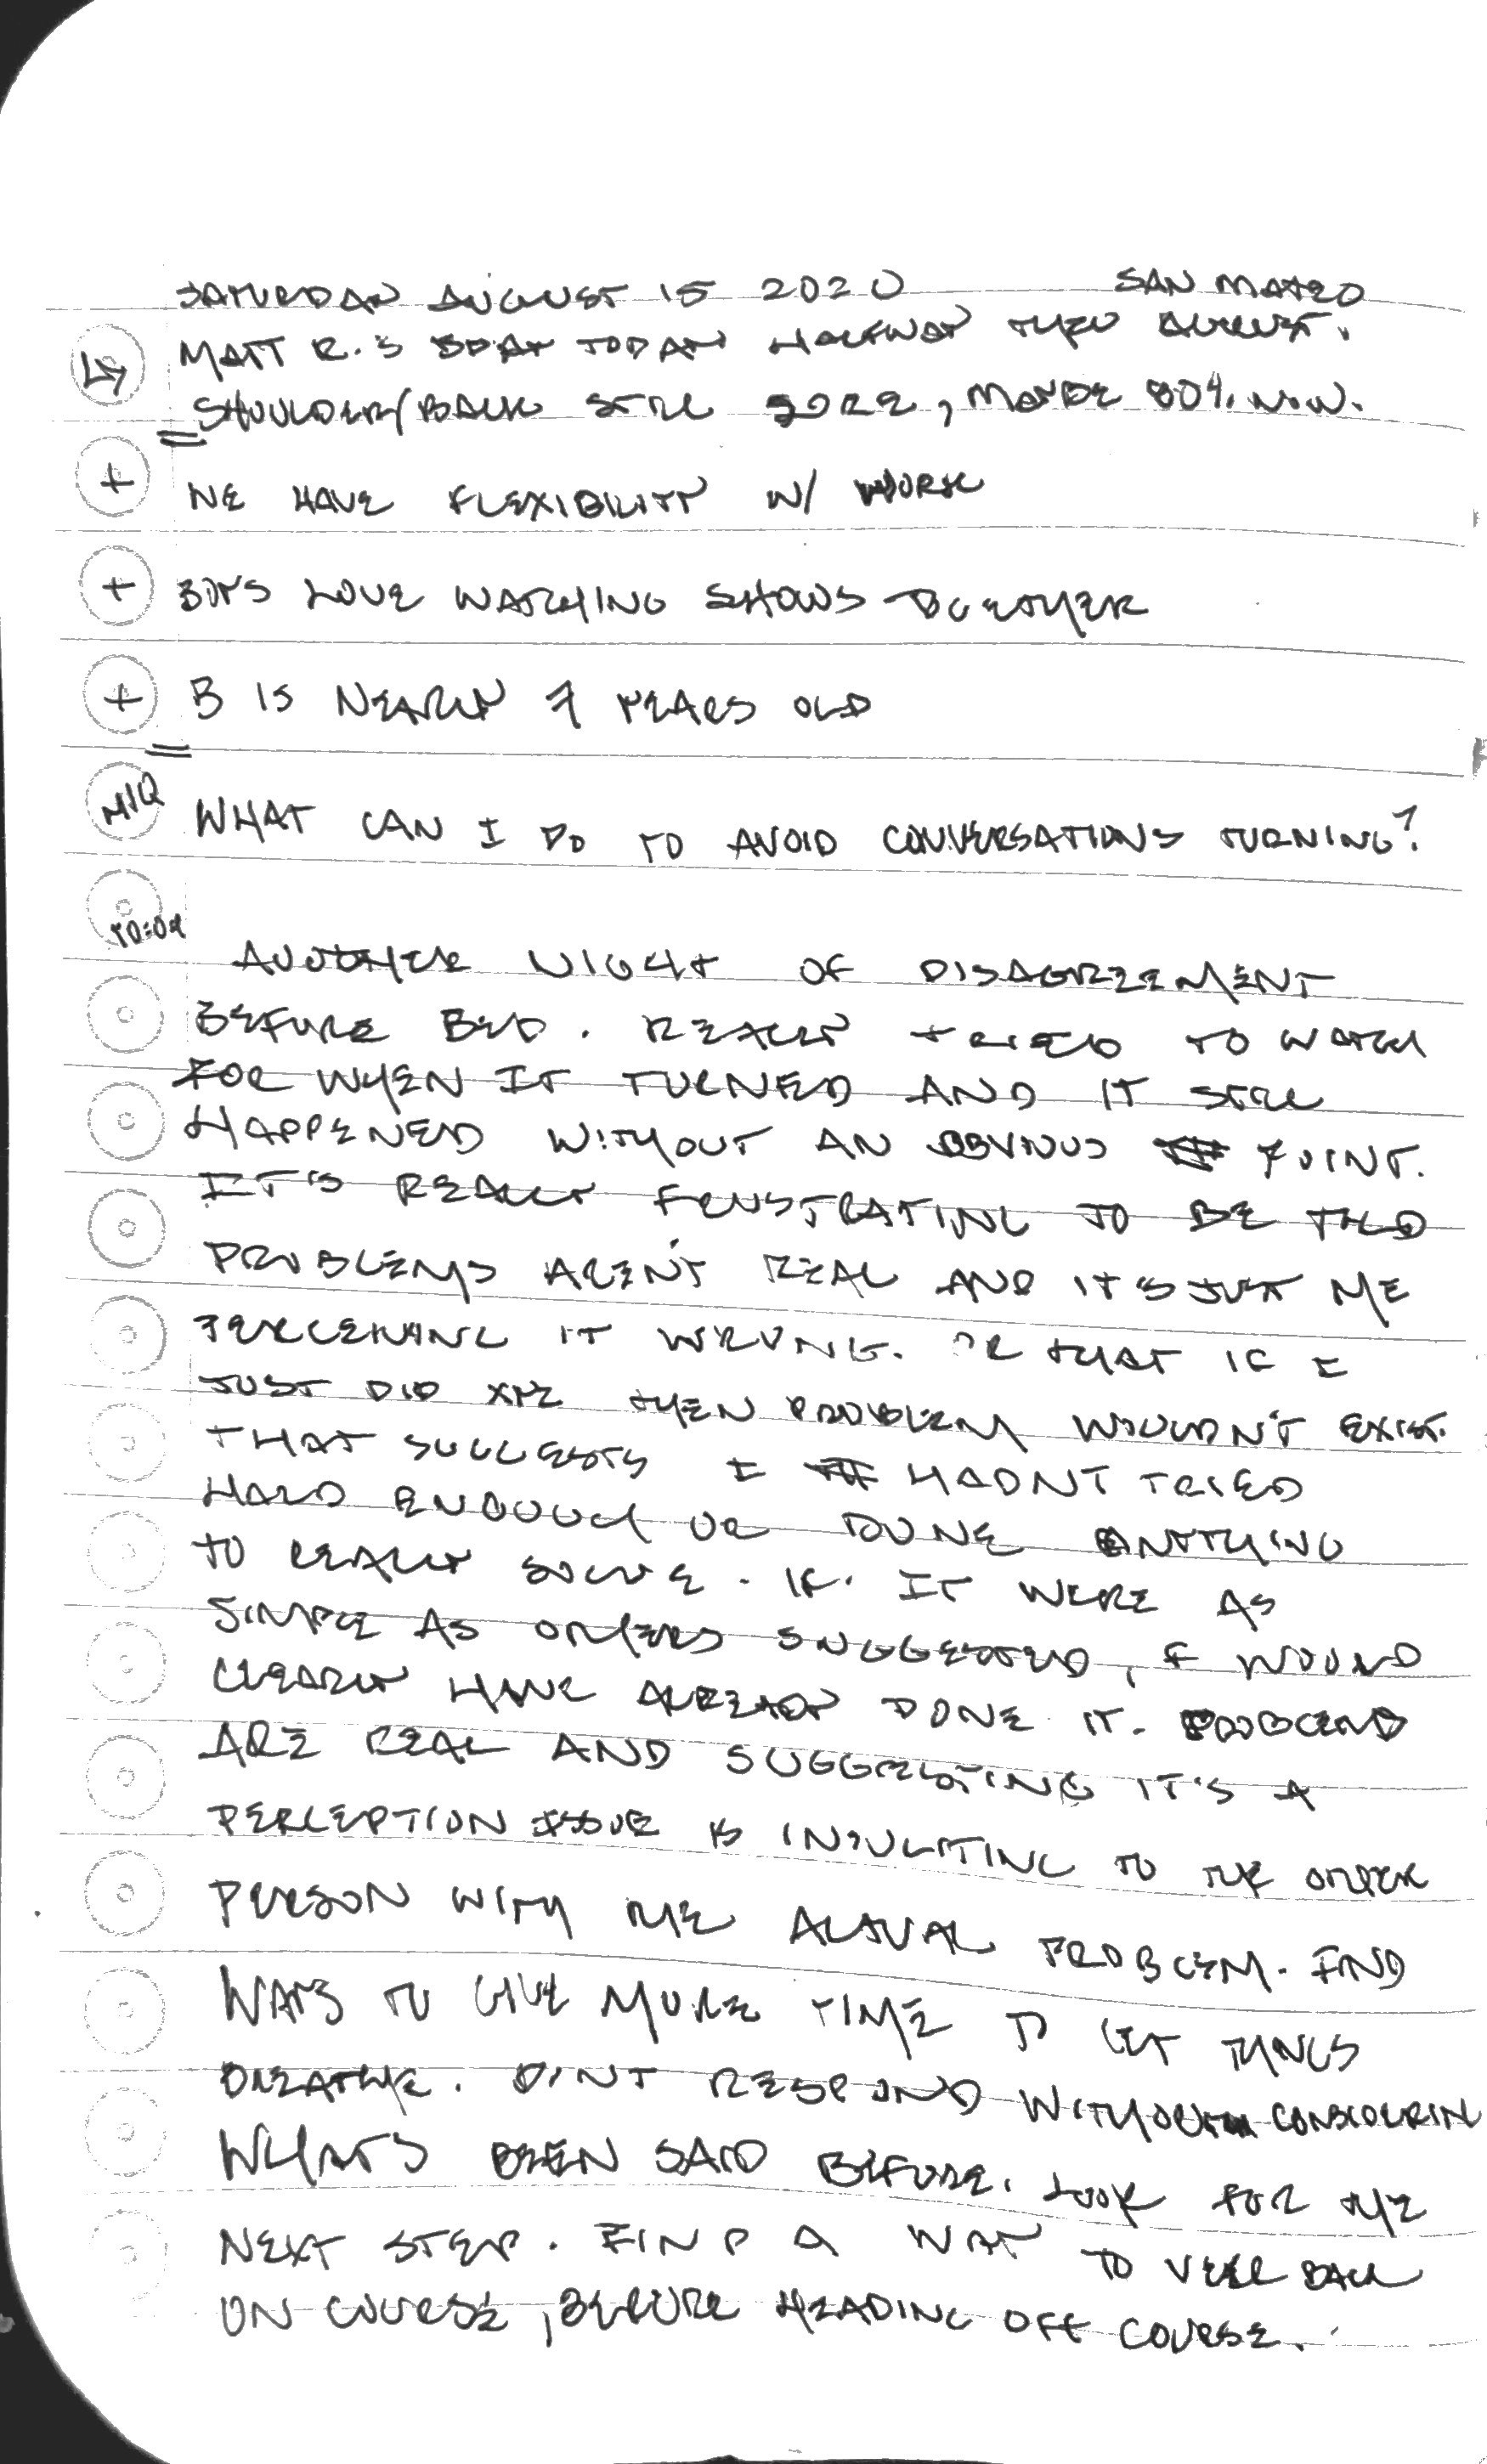 SATURDAY AUGUST 15 2020 SAN MATEO
MATT R.'S BDAY TODAY HALFWAY THRU AUGUST.
SHOULDER/BACK STILL SORE, MAYBE 80% NOW.
+ WE HAVE FLEXIBILITY W/ WORK
+ BOYS LOVE WATCHING SHOWS TOGETHER
+ B IS NEARLY 7 YEARS OLD
MIQ WHAT CAN I DO TO AVOID CONVERSATIONS TURNING?
10:04
ANOTHER NIGHT OF DISAGREEMENT
BEFORE BED. REALLY TRIED TO WATCH
FOR WHEN IT TURNED AND IT STILL
HAPPENED WITHOUT AN OBVIOUS POINT.
IT'S REALLY FRUSTRATING TO BE TOLD
PROBLEMS AREN'T REAL AND IT'S JUST ME
PERCEIVING IT WRONG. OR THAT IF I
JUST DID XYZ THEN PROBLEM WOULDN'T EXIST.
THAT SUGGESTS I HADN'T TRIED
HARD ENOUGH OR DONE ANYTHING
TO REALLY SOLVE. IF IT WERE AS
SIMPLE AS OTHERS SUGGESTED, I WOULD
CLEARLY HAVE ALREADY DONE IT. PROBLEMS
ARE REAL AND SUGGESTING IT'S A
PERCEPTION ISSUE IS INSULTING TO THE OTHER
PERSON WITH THE ACTUAL PROBLEM. FIND
WAYS TO GIVE MORE TIME TO LET THINGS
BREATHE. DON'T RESPOND WITHOUT CONSIDERIN
WHAT'S BEEN SAID BEFORE. LOOK FOR THE
NEXT STEP. FIND A WAY TO VEER BACK
ON COURSE, BEFORE HEADING OFF COURSE.